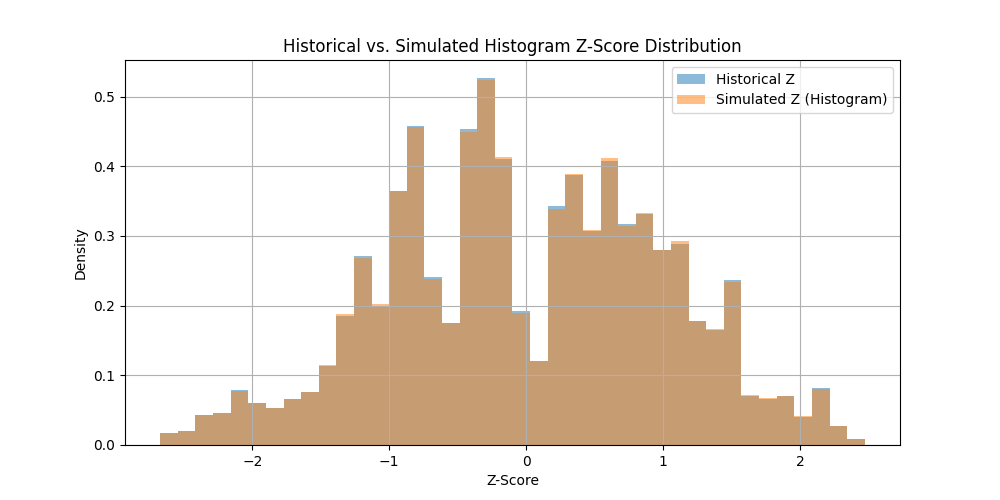 Historical vs. Simulated Histogram Z-Score Distribution
Historical Z
Simulated Z (Histogram)
Density
0.5
0.4
0.3
0.2
0.1
0.0
−2
−1
0
1
2
Z-Score